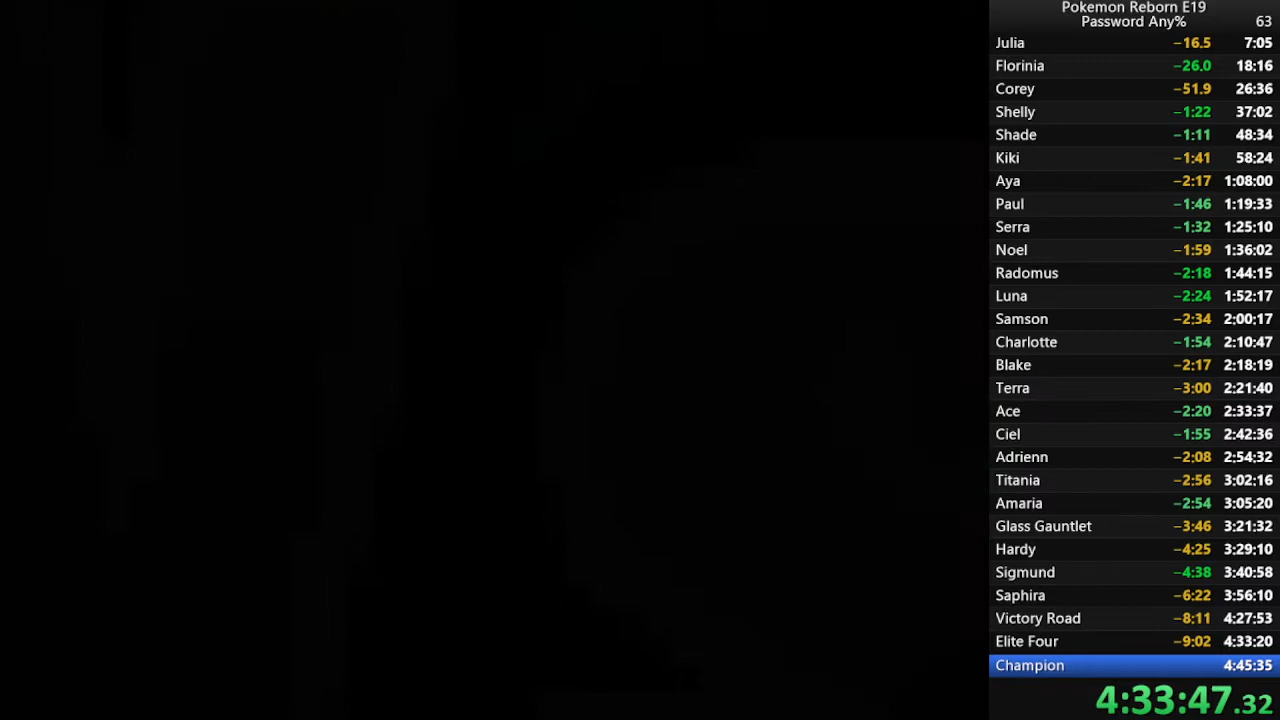 Pokemon Reborn E19
Password Any% 63
Julia −16.5 7:05
Florinia −26.0 18:16
Corey −51.9 26:36
Shelly −1:22 37:02
Shade −1:11 48:34
Kiki −1:41 58:24
Aya −2:17 1:08:00
Paul −1:46 1:19:33
Serra −1:32 1:25:10
Noel −1:59 1:36:02
Radomus −2:18 1:44:15
Luna −2:24 1:52:17
Samson −2:34 2:00:17
Charlotte −1:54 2:10:47
Blake −2:17 2:18:19
Terra −3:00 2:21:40
Ace −2:20 2:33:37
Ciel −1:55 2:42:36
Adrienn −2:08 2:54:32
Titania −2:56 3:02:16
Amaria −2:54 3:05:20
Glass Gauntlet −3:46 3:21:32
Hardy −4:25 3:29:10
Sigmund −4:38 3:40:58
Saphira −6:22 3:56:10
Victory Road −8:11 4:27:53
Elite Four −9:02 4:33:20
Champion 4:45:35
4:33:47.32